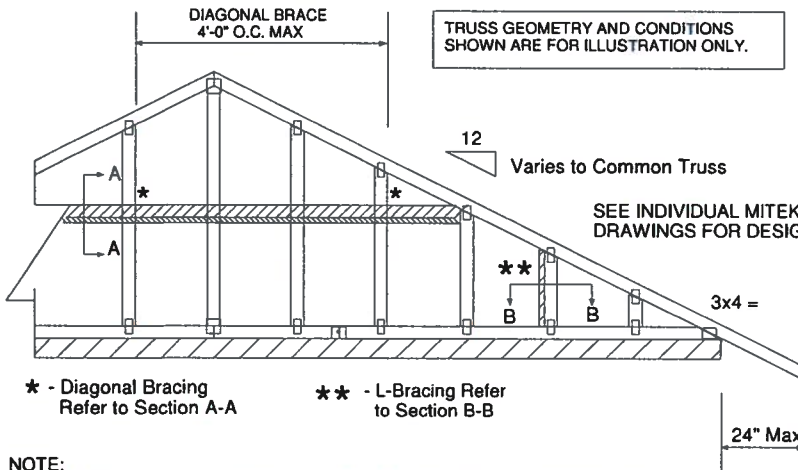 DIAGONAL BRACE
4'-0" O.C. MAX
TRUSS GEOMETRY AND CONDITIONS
SHOWN ARE FOR ILLUSTRATION ONLY.
12
Varies to Common Truss
A
*
*
SEE INDIVIDUAL MITEK
DRAWINGS FOR DESIG
A
**
3x4 =
B
B
* - Diagonal Bracing
Refer to Section A-A
** - L-Bracing Refer
to Section B-B
24" Max
NOTE: